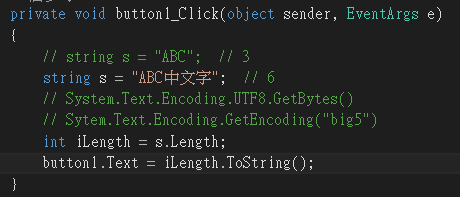 private void button1_Click(object sender, EventArgs e)
{
// string s = "ABC"; // 3
string s = "ABC中文字"; // 6
// System.Text.Encoding.UTF8.GetBytes()
// Sytem.Text.Encoding.GetEncoding("big5")
int iLength = s.Length;
button1.Text = iLength.ToString();
}